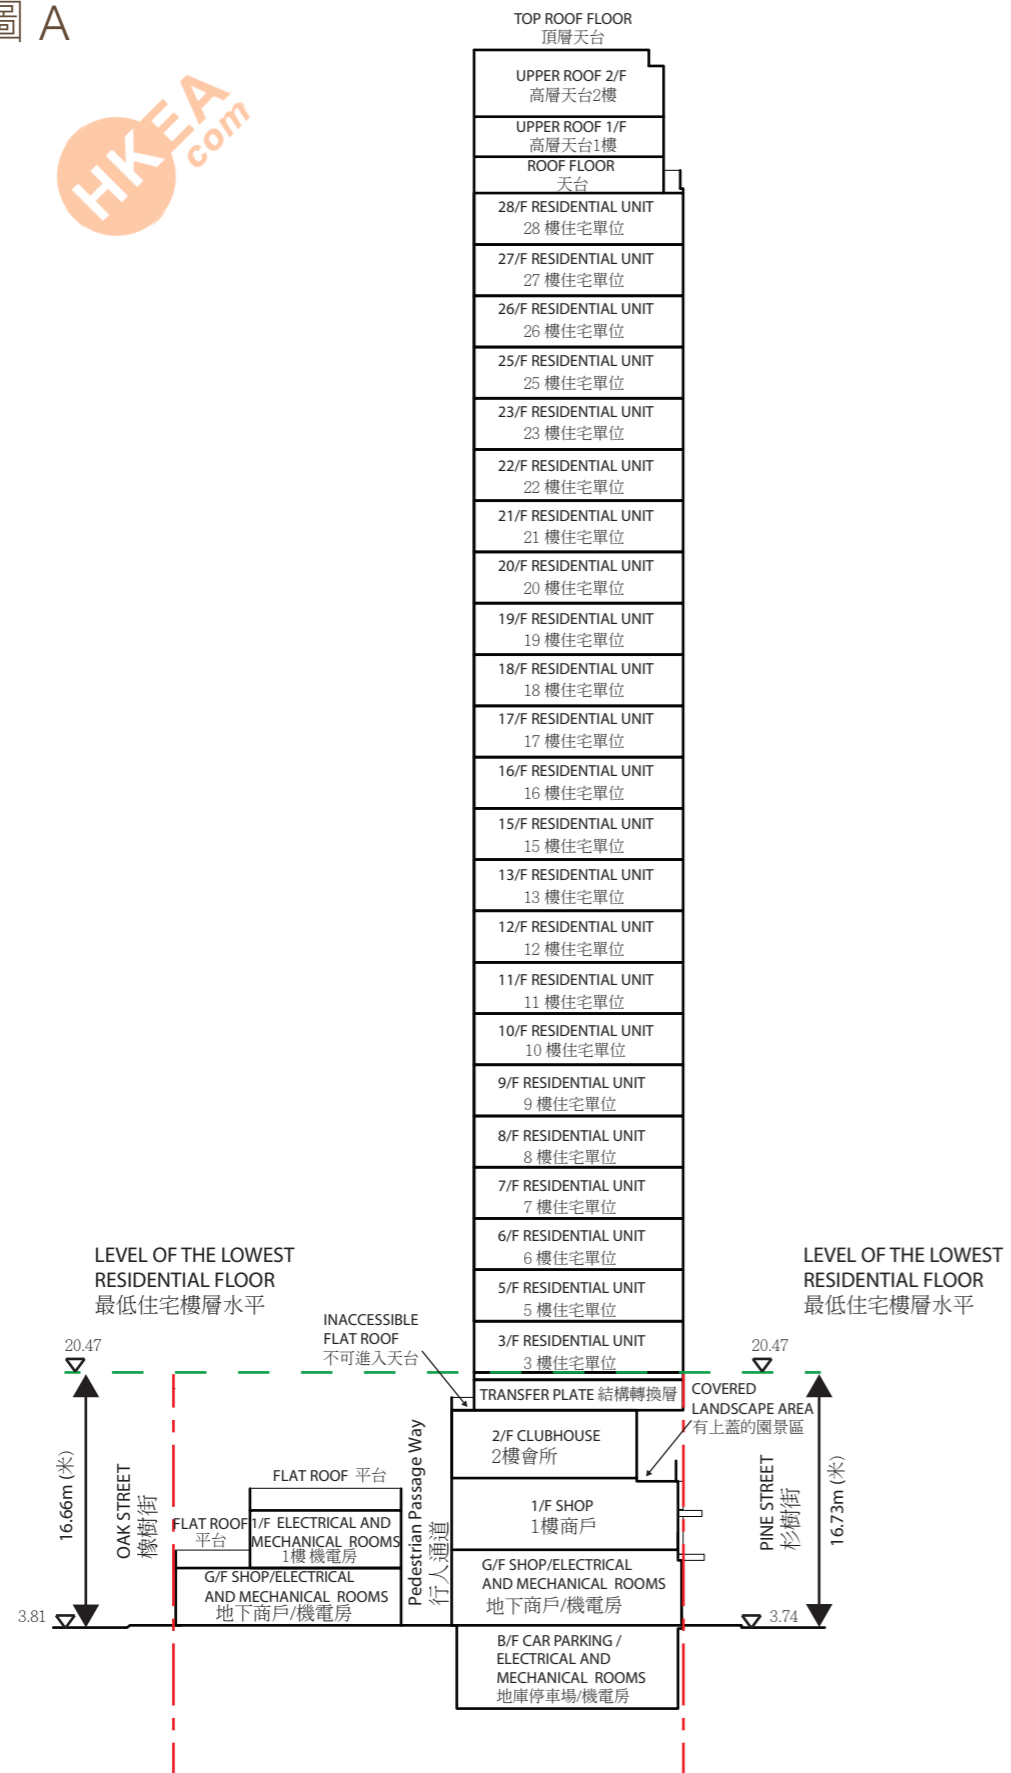 圖 A
HKEA
com
TOP ROOF FLOOR
頂層天台
UPPER ROOF 2/F
高層天台2樓
UPPER ROOF 1/F
高層天台1樓
ROOF FLOOR
天台
28/F RESIDENTIAL UNIT
28 樓住宅單位
27/F RESIDENTIAL UNIT
27 樓住宅單位
26/F RESIDENTIAL UNIT
26 樓住宅單位
25/F RESIDENTIAL UNIT
25 樓住宅單位
23/F RESIDENTIAL UNIT
23 樓住宅單位
22/F RESIDENTIAL UNIT
22 樓住宅單位
21/F RESIDENTIAL UNIT
21 樓住宅單位
20/F RESIDENTIAL UNIT
20 樓住宅單位
19/F RESIDENTIAL UNIT
19 樓住宅單位
18/F RESIDENTIAL UNIT
18 樓住宅單位
17/F RESIDENTIAL UNIT
17 樓住宅單位
16/F RESIDENTIAL UNIT
16 樓住宅單位
15/F RESIDENTIAL UNIT
15 樓住宅單位
13/F RESIDENTIAL UNIT
13 樓住宅單位
12/F RESIDENTIAL UNIT
12 樓住宅單位
11/F RESIDENTIAL UNIT
11 樓住宅單位
10/F RESIDENTIAL UNIT
10 樓住宅單位
9/F RESIDENTIAL UNIT
9 樓住宅單位
8/F RESIDENTIAL UNIT
8 樓住宅單位
7/F RESIDENTIAL UNIT
7 樓住宅單位
6/F RESIDENTIAL UNIT
6 樓住宅單位
5/F RESIDENTIAL UNIT
5 樓住宅單位
3/F RESIDENTIAL UNIT
3 樓住宅單位
LEVEL OF THE LOWEST
RESIDENTIAL FLOOR
最低住宅樓層水平
20.47
INACCESSIBLE
FLAT ROOF
不可進入天台
LEVEL OF THE LOWEST
RESIDENTIAL FLOOR
最低住宅樓層水平
20.47
TRANSFER PLATE 結構轉換層
COVERED
LANDSCAPE AREA
有上蓋的園景區
2/F CLUBHOUSE
2樓會所
16.66m (米)
OAK STREET
橡樹街
FLAT ROOF 平台
FLAT ROOF
平台
1/F ELECTRICAL AND
MECHANICAL ROOMS
1樓 機電房
G/F SHOP/ELECTRICAL
AND MECHANICAL ROOMS
地下商戶/機電房
Pedestrian Passage Way
行人通道
1/F SHOP
1樓商戶
G/F SHOP/ELECTRICAL
AND MECHANICAL ROOMS
地下商戶/機電房
PINE STREET
杉樹街
16.73m (米)
3.81
3.74
B/F CAR PARKING /
ELECTRICAL AND
MECHANICAL ROOMS
地庫停車場/機電房